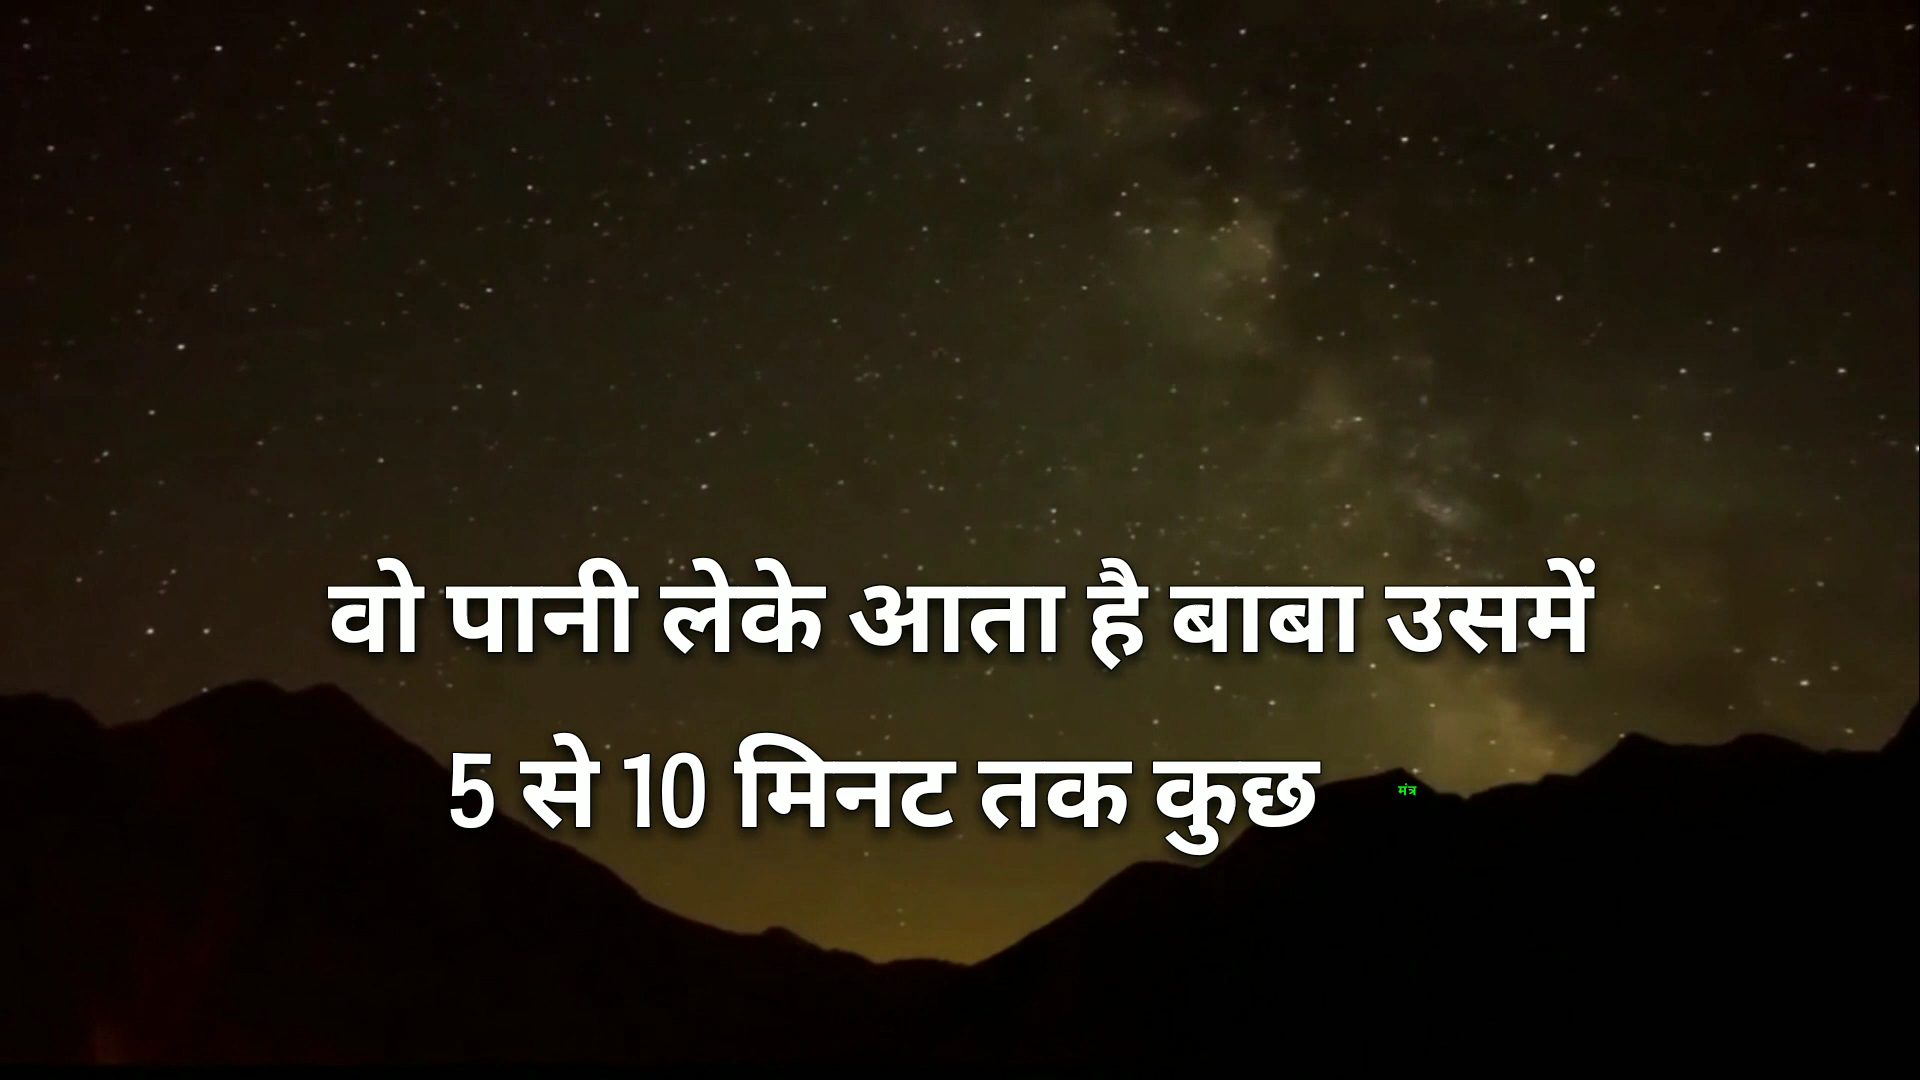 वो पानी लेके आता है बाबा उसमें
5 से 10 मिनट तक कुछ मंत्र